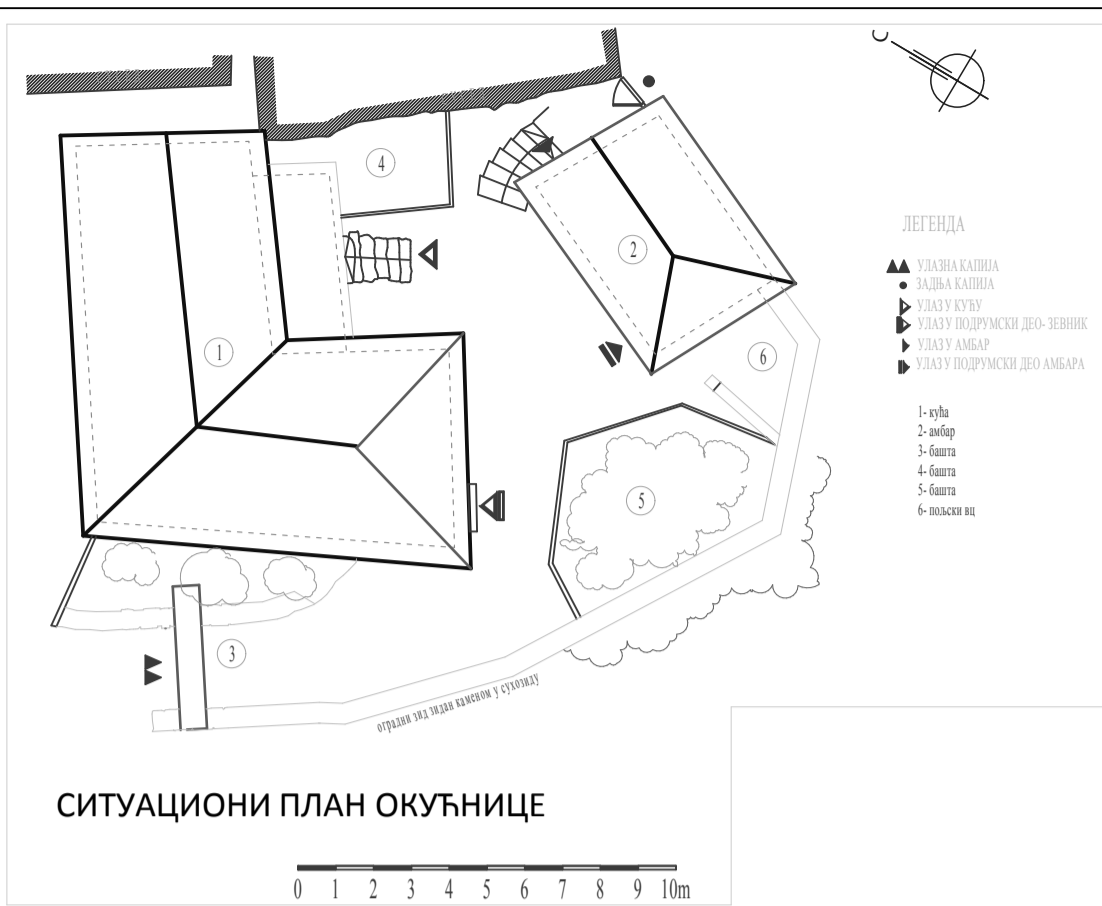 С
4
2
1
6
5
3
ЛЕГЕНДА
УЛАЗНА КАПИЈА
ЗАДЊА КАПИЈА
УЛАЗ У КУЋУ
УЛАЗ У ПОДРУМСКИ ДЕО- ЗЕВНИК
УЛАЗ У АМБАР
УЛАЗ У ПОДРУМСКИ ДЕО АМБАРА
1- кућа
2- амбар
3- башта
4- башта
5- башта
6- пољски вц
оградни зид зидан каменом у сухозиду
СИТУАЦИОНИ ПЛАН ОКУЋНИЦЕ
0 1 2 3 4 5 6 7 8 9 10m